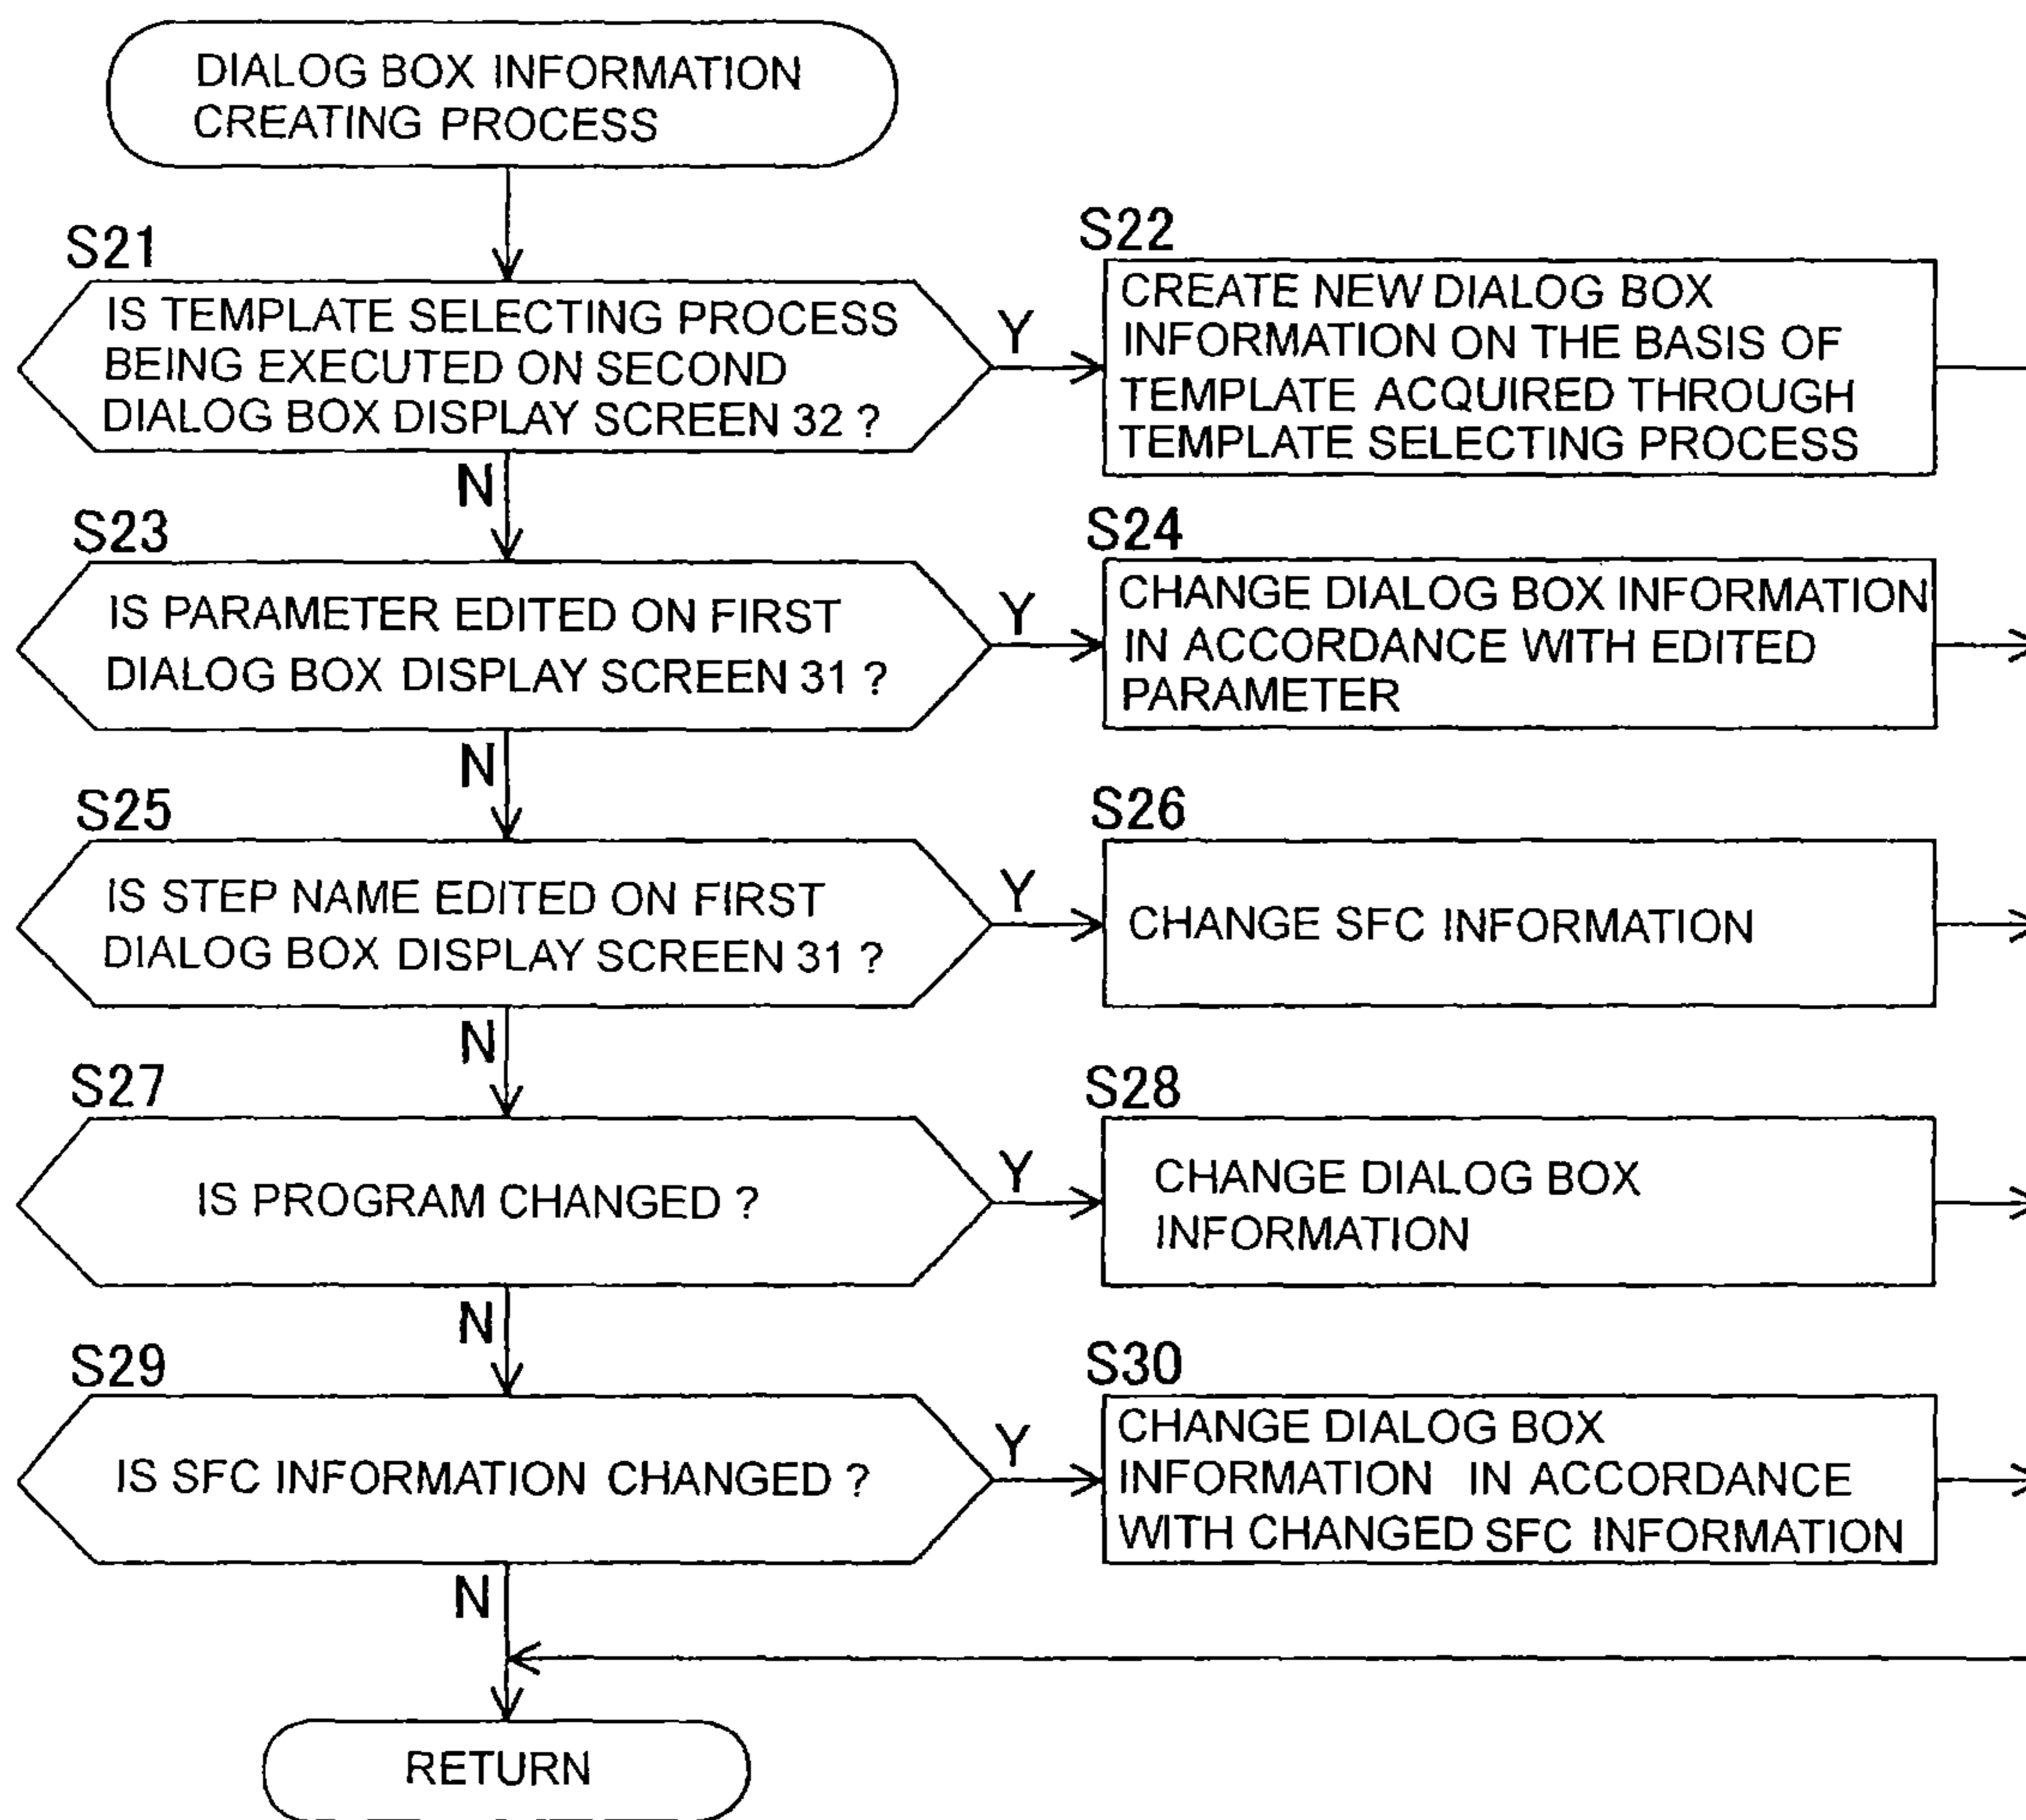 DIALOG BOX INFORMATION
CREATING PROCESS
S21
IS TEMPLATE SELECTING PROCESS
BEING EXECUTED ON SECOND
DIALOG BOX DISPLAY SCREEN 32 ?
Y
S22
CREATE NEW DIALOG BOX
INFORMATION ON THE BASIS OF
TEMPLATE ACQUIRED THROUGH
TEMPLATE SELECTING PROCESS
N
S23
IS PARAMETER EDITED ON FIRST
DIALOG BOX DISPLAY SCREEN 31 ?
Y
S24
CHANGE DIALOG BOX INFORMATION
IN ACCORDANCE WITH EDITED
PARAMETER
N
S25
IS STEP NAME EDITED ON FIRST
DIALOG BOX DISPLAY SCREEN 31 ?
Y
S26
CHANGE SFC INFORMATION
N
S27
IS PROGRAM CHANGED ?
Y
S28
CHANGE DIALOG BOX
INFORMATION
N
S29
IS SFC INFORMATION CHANGED ?
Y
S30
CHANGE DIALOG BOX
INFORMATION IN ACCORDANCE
WITH CHANGED SFC INFORMATION
N
RETURN